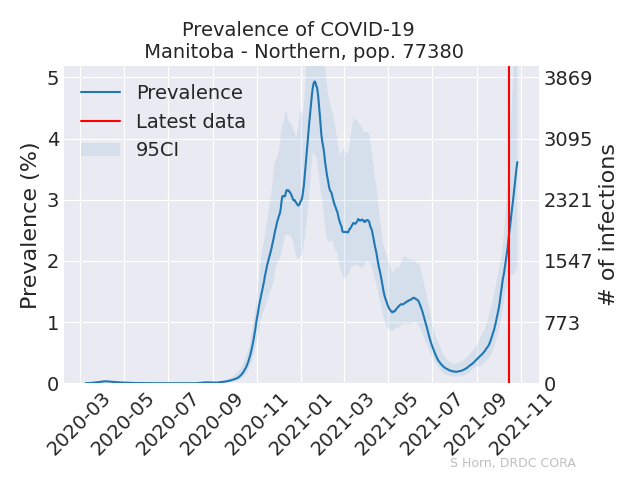 Prevalence of COVID-19
Manitoba - Northern, pop. 77380
Prevalence (%)
5
4
3
2
1
0
Prevalence
Latest data
95CI
3869
3095
2321
1547
773
0
# of infections
2020-03
2020-05
2020-07
2020-09
2020-11
2021-01
2021-03
2021-05
2021-07
2021-09
2021-11
S Horn, DRDC CORA